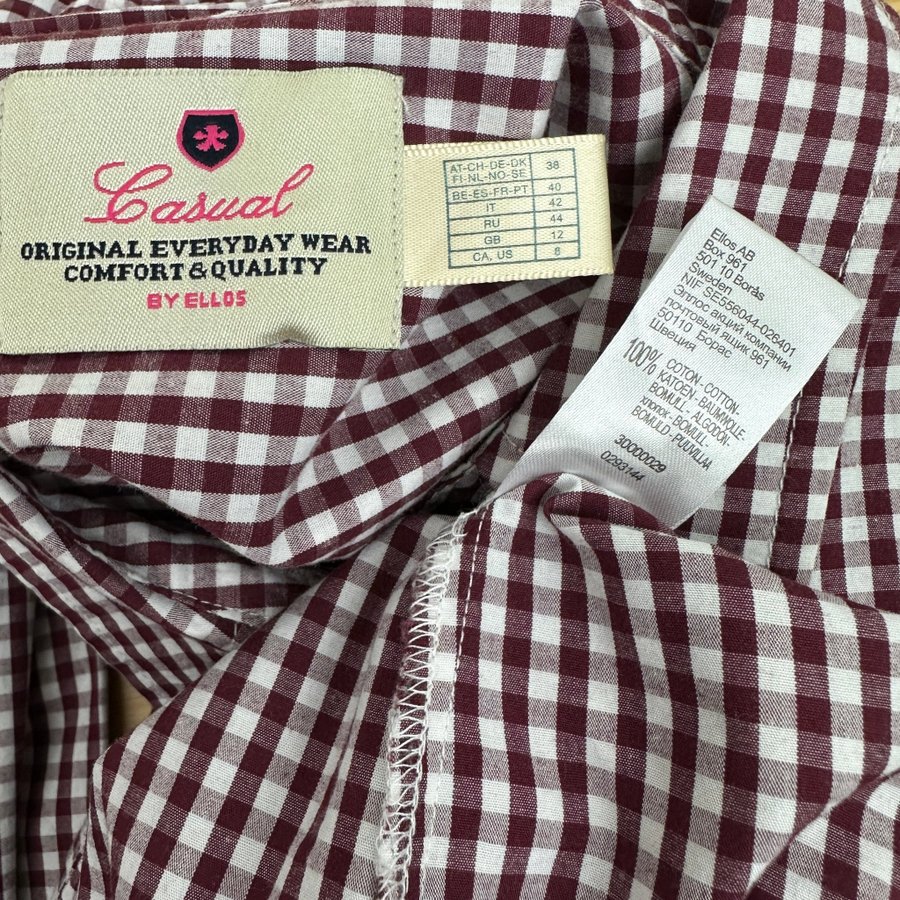 Casual
ORIGINAL EVERYDAY WEAR
COMFORT & QUALITY
BY ELLOS
AT-CH-DE-DK
FI-NL-NO-SE 38
BE-ES-FR-PT 40
IT 42
RU 44
GB 12
CA, US 8
Ellos AB
Box 961
501 10 Borås
Sweden
NIF SE556044-026401
Эллос акций компании
почтовый ящик 961
50110 Борас
Швеция
100% COTTON - COTTON-
KATOEN - BAUMWOLLE-
BOMULL - ALGODÓN
хлопок - BOMULL-
BOMULD - PUUVILLAA
30000029
0293144